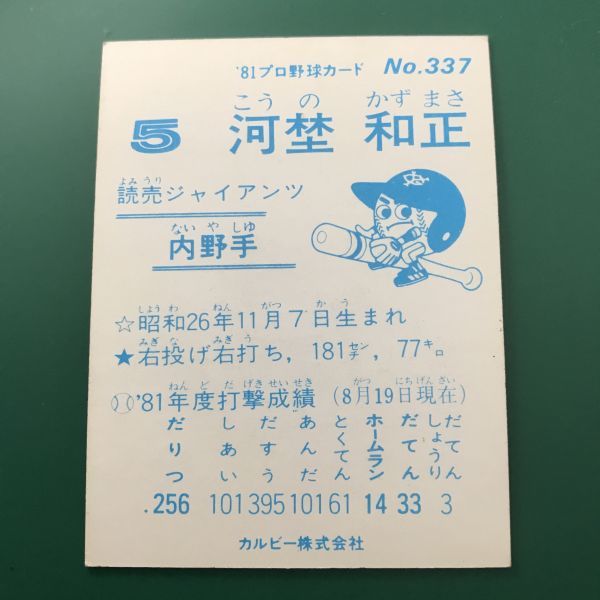 '81プロ野球カード No.337
こうの かずまさ
5 河埜 和正
よみうり
読売ジャイアンツ
ない や しゅ
内野手
しょうわ ねん がつ か う
☆昭和26年11月7日生まれ
みぎな みぎう
★右投げ右打ち，181センチ，77キロ
ねん ど だ げき せい せき がつ にちげんざい
'81年度打撃成績（8月19日現在）
だりつ しあい だすう あんだ とくてん ホームラン だてん だてんしょうり
.256 101 395 101 61 14 33 3
カルビー株式会社